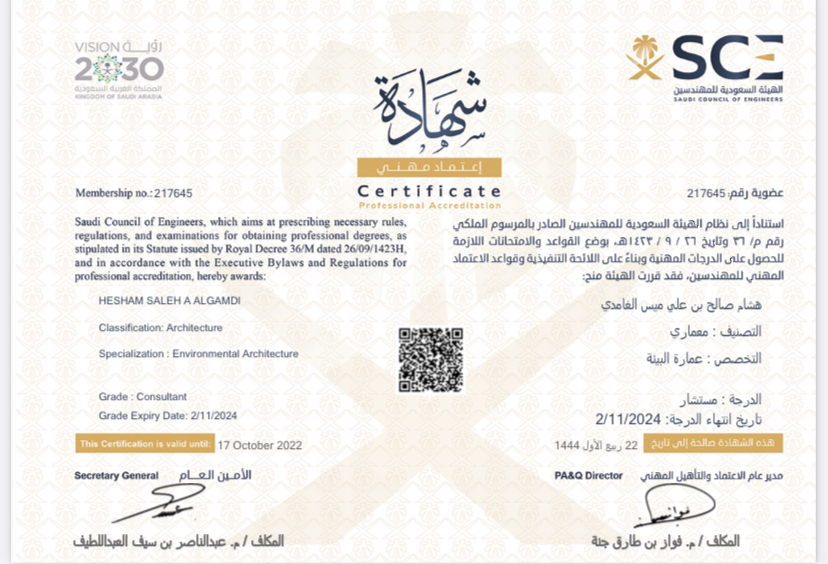 VISION رؤيـــة
2030
المملكة العربية السعودية
KINGDOM OF SAUDI ARABIA
SCE
الهيئة السعودية للمهندسين
SAUDI COUNCIL OF ENGINEERS
شهادة
إعـتـمـاد مـهـنـي
Certificate
Professional Accreditation
Membership no.: 217645
عضوية رقم: 217645
Saudi Council of Engineers, which aims at prescribing necessary rules,
regulations, and examinations for obtaining professional degrees, as
stipulated in its Statute issued by Royal Decree 36/M dated 26/09/1423H,
and in accordance with the Executive Bylaws and Regulations for
professional accreditation, hereby awards:
استناداً إلى نظام الهيئة السعودية للمهندسين الصادر بالمرسوم الملكي
رقم م/ ٣٦ وتاريخ ٢٦ / ٩ / ١٤٢٣هـ، بوضع القواعد والامتحانات اللازمة
للحصول على الدرجات المهنية وبناءً على اللائحة التنفيذية وقواعد الاعتماد
المهني للمهندسين، فقد قررت الهيئة منح:
HESHAM SALEH A ALGAMDI
Classification: Architecture
Specialization : Environmental Architecture
Grade : Consultant
Grade Expiry Date: 2/11/2024
هشام صالح بن علي ميس الغامدي
التصنيف : معماري
التخصص : عمارة البيئة
الدرجة : مستشار
تاريخ انتهاء الدرجة: 2/11/2024
This Certification is valid until: 17 October 2022
هذه الشهادة صالحة إلى تاريخ 22 ربيع الأول 1444
Secretary General الأمـين العـــام
PA&Q Director مدير عام الاعتماد والتأهيل المهني
المكلف / م. عبدالناصر بن سيف العبداللطيف
المكلف / م. فواز بن طارق جنة